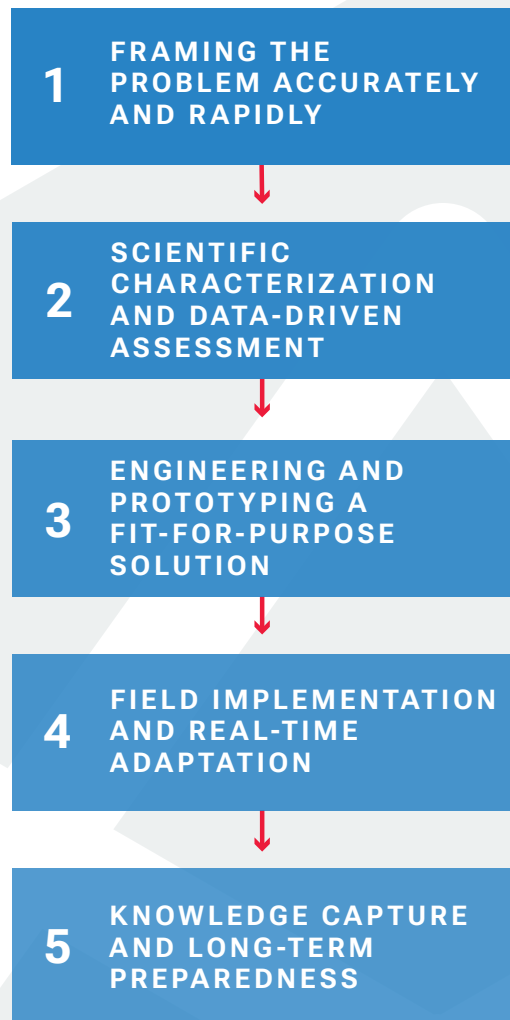 1
FRAMING THE
PROBLEM ACCURATELY
AND RAPIDLY
2
SCIENTIFIC
CHARACTERIZATION
AND DATA-DRIVEN
ASSESSMENT
3
ENGINEERING AND
PROTOTYPING A
FIT-FOR-PURPOSE
SOLUTION
4
FIELD IMPLEMENTATION
AND REAL-TIME
ADAPTATION
5
KNOWLEDGE CAPTURE
AND LONG-TERM
PREPAREDNESS